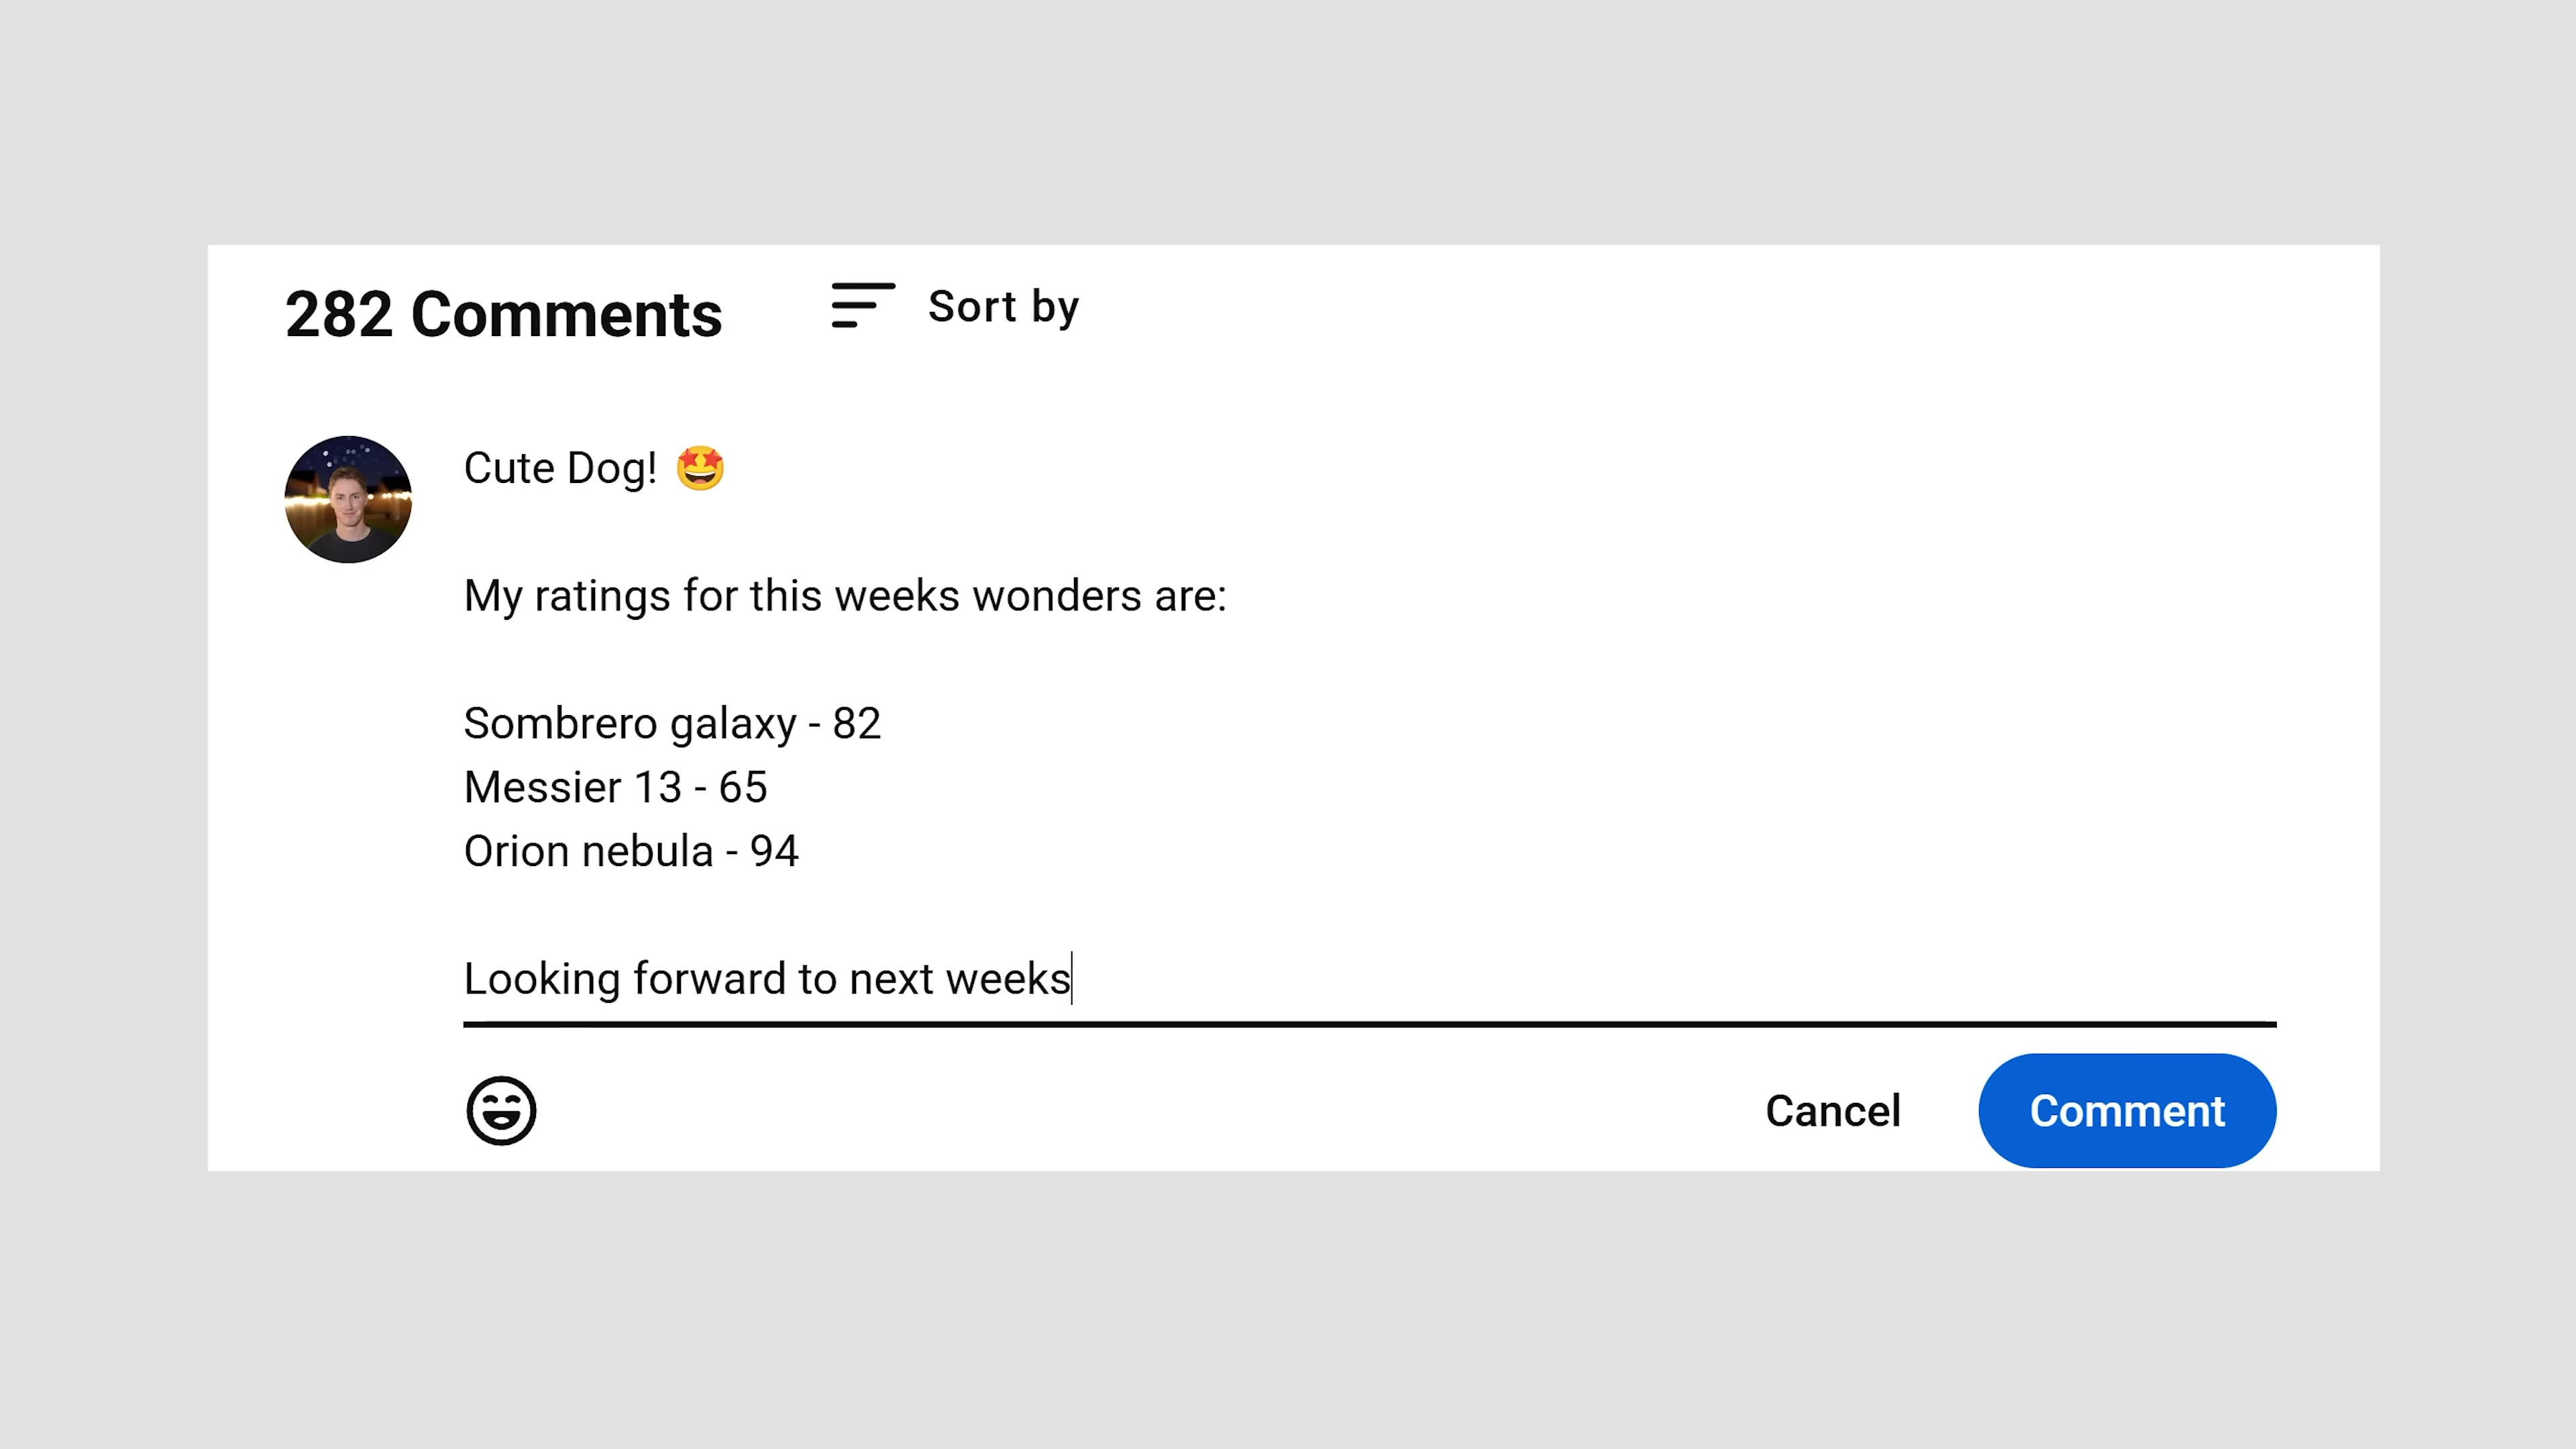 282 Comments
Sort by
Cute Dog! 🤩
My ratings for this weeks wonders are:
Sombrero galaxy - 82
Messier 13 - 65
Orion nebula - 94
Looking forward to next weeks
Cancel
Comment